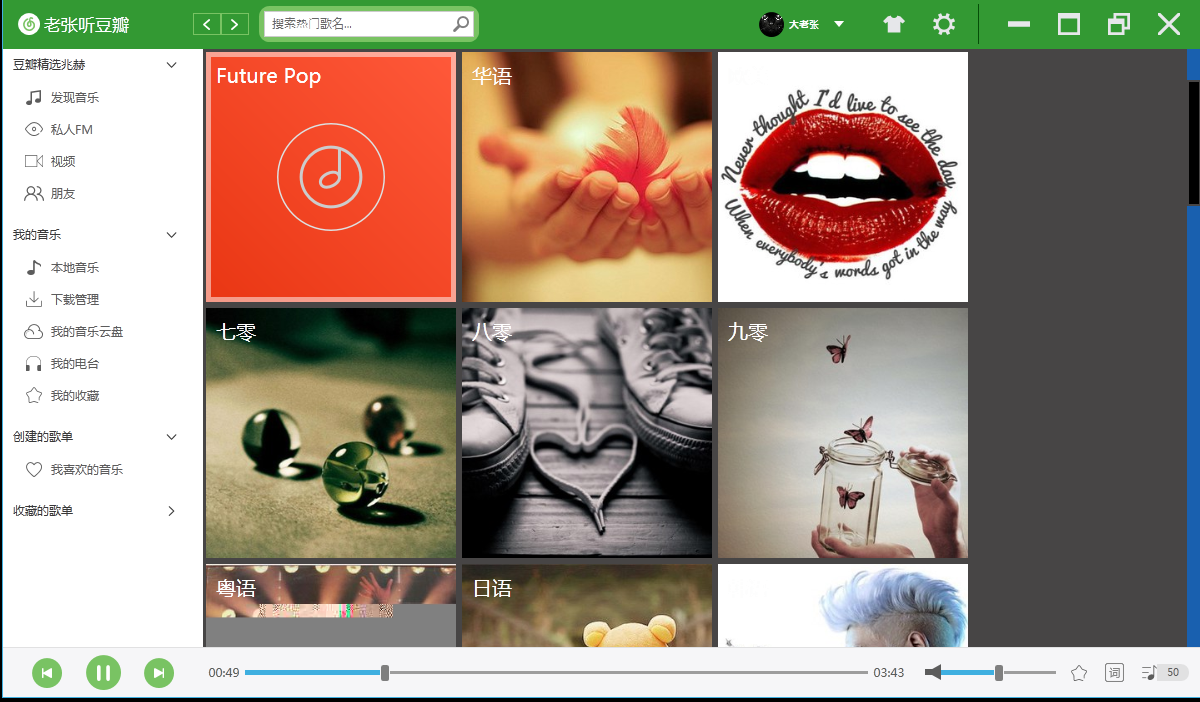 老张听豆瓣
搜索热门歌名...
大老张
豆瓣精选兆赫
发现音乐
私人FM
视频
朋友
我的音乐
本地音乐
下载管理
我的音乐云盘
我的电台
我的收藏
创建的歌单
我喜欢的音乐
收藏的歌单
Future Pop
华语
Never thought I'd live to see the day
When everybody's words got in the way
七零
八零
九零
粤语
日语
00:49
03:43
词
50